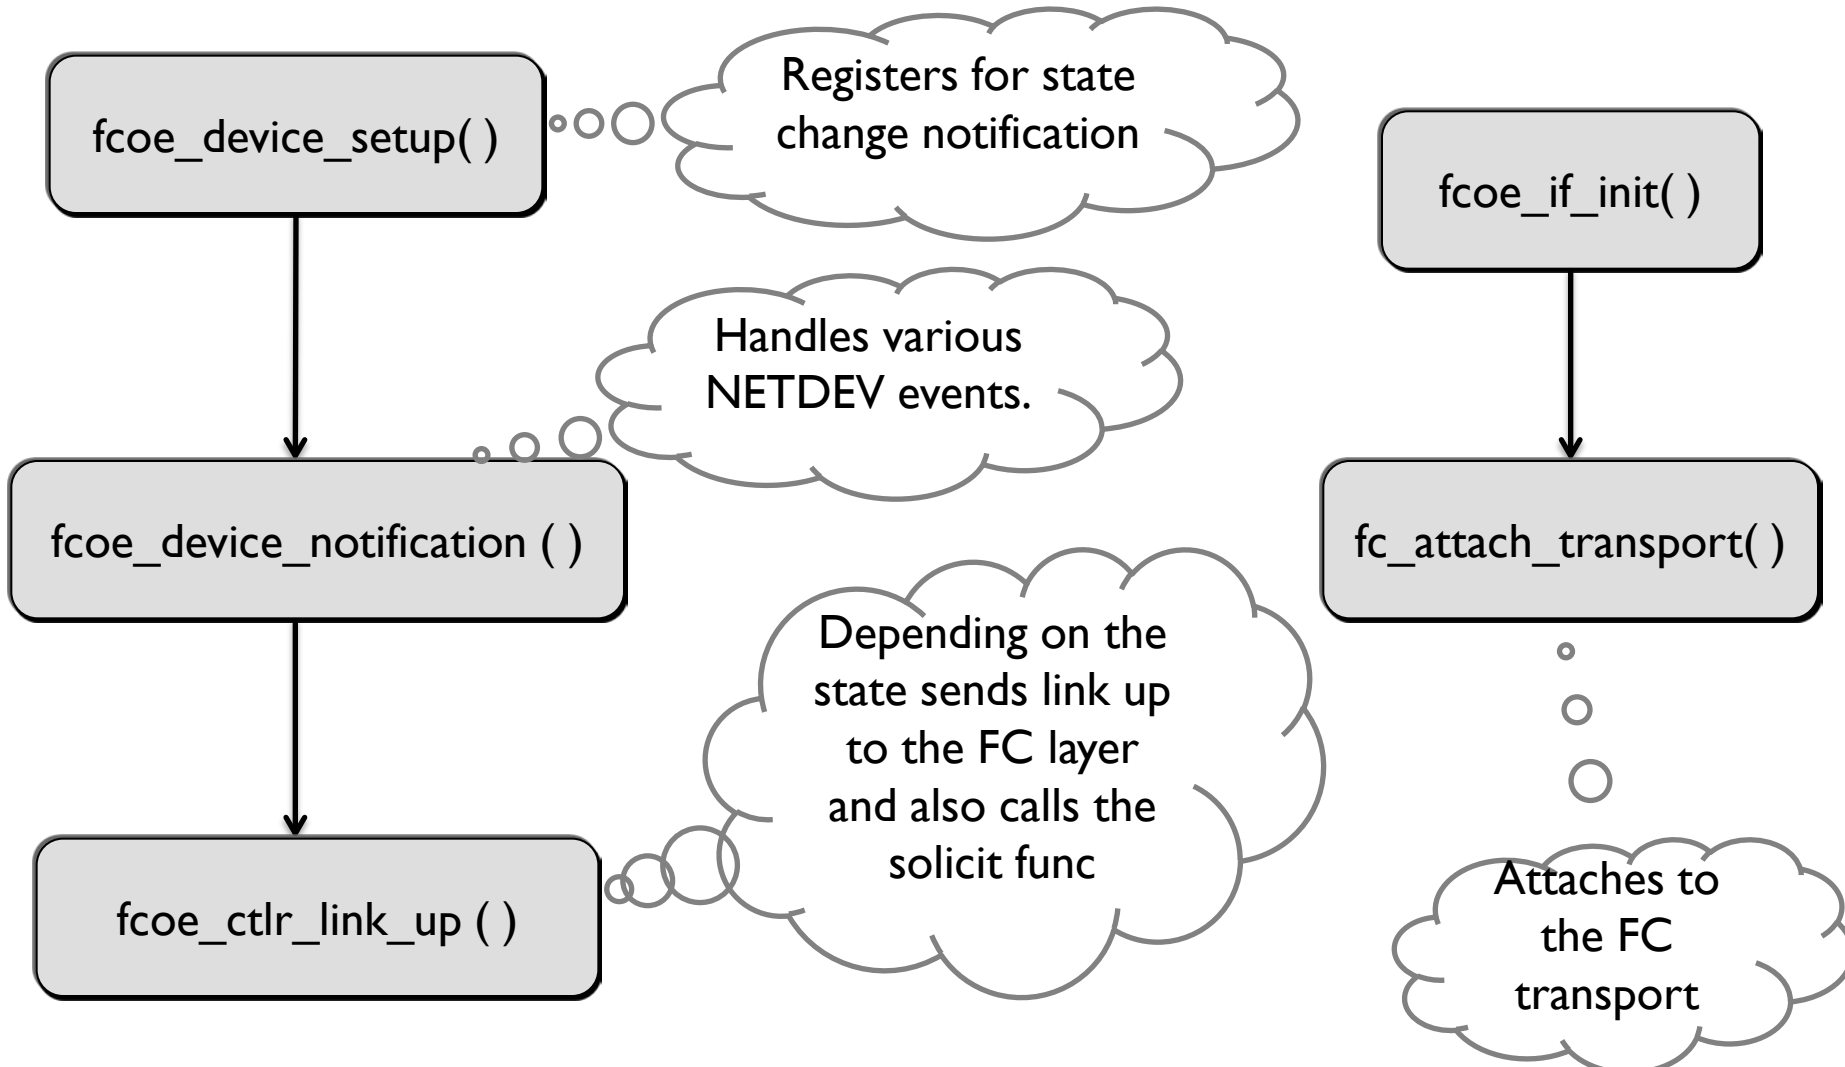 fcoe_device_setup( )
Registers for state
change notification
fcoe_if_init( )
Handles various
NETDEV events.
fcoe_device_notification ( )
fc_attach_transport( )
Depending on the
state sends link up
to the FC layer
and also calls the
solicit func
fcoe_ctlr_link_up ( )
Attaches to
the FC
transport